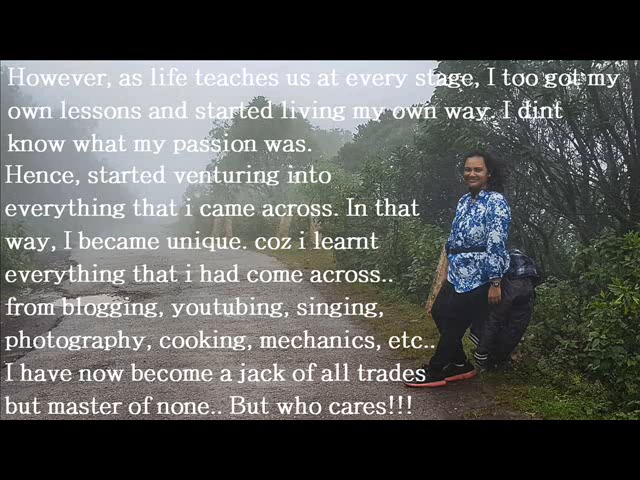 However, as life teaches us at every stage, I too got my
own lessons and started living my own way. I dint
know what my passion was.
Hence, started venturing into
everything that i came across. In that
way, I became unique. coz i learnt
everything that i had come across..
from blogging, youtubing, singing,
photography, cooking, mechanics, etc..
I have now become a jack of all trades
but master of none.. But who cares!!!